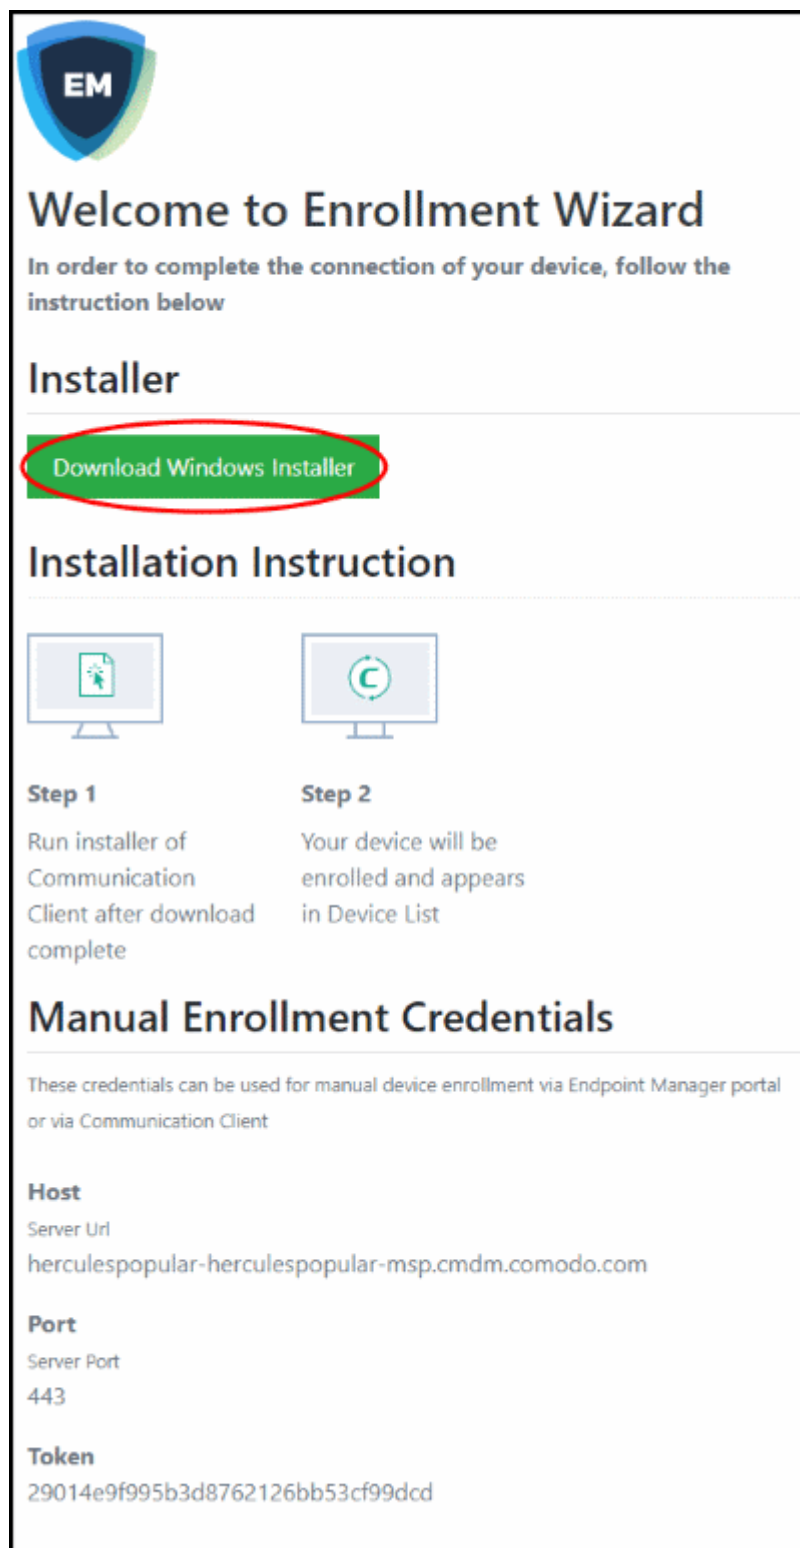 EM
Welcome to Enrollment Wizard
In order to complete the connection of your device, follow the
instruction below
Installer
Download Windows Installer
Installation Instruction
C
Step 1
Run installer of
Communication
Client after download
complete
Step 2
Your device will be
enrolled and appears
in Device List
Manual Enrollment Credentials
These credentials can be used for manual device enrollment via Endpoint Manager portal
or via Communication Client
Host
Server Url
herculespopular-herculespopular-msp.cmdm.comodo.com
Port
Server Port
443
Token
29014e9f995b3d8762126bb53cf99dcd